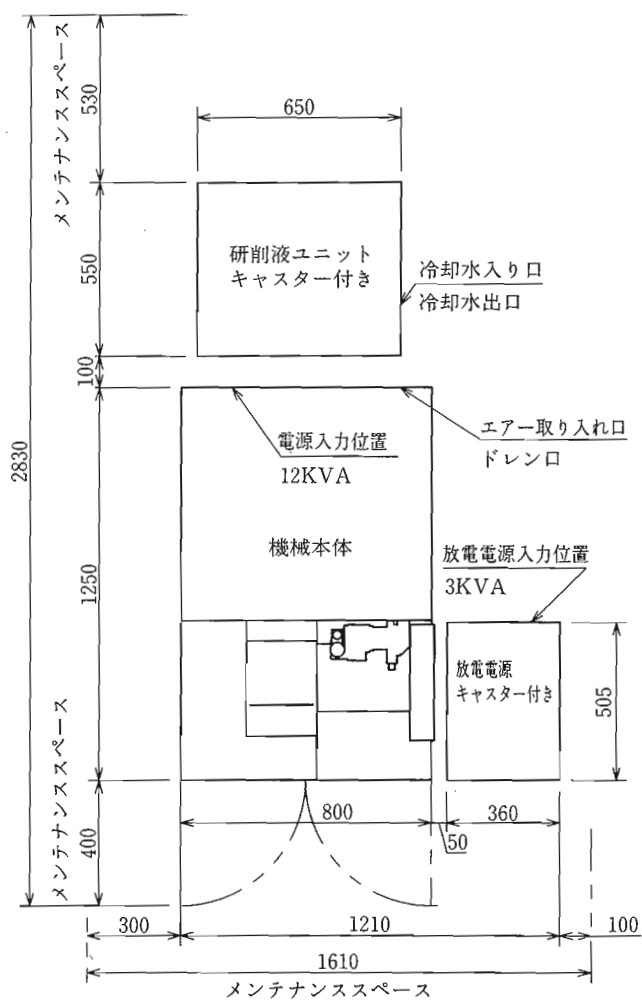 メンテナンススペース
530
650
550
研削液ユニット
キャスター付き
冷却水入り口
冷却水出口
100
2830
1250
電源入力位置
12KVA
エアー取り入れ口
ドレン口
機械本体
放電電源入力位置
3KVA
放電電源
キャスター付き
505
メンテナンススペース
400
800
50
360
300
1210
100
1610
メンテナンススペース